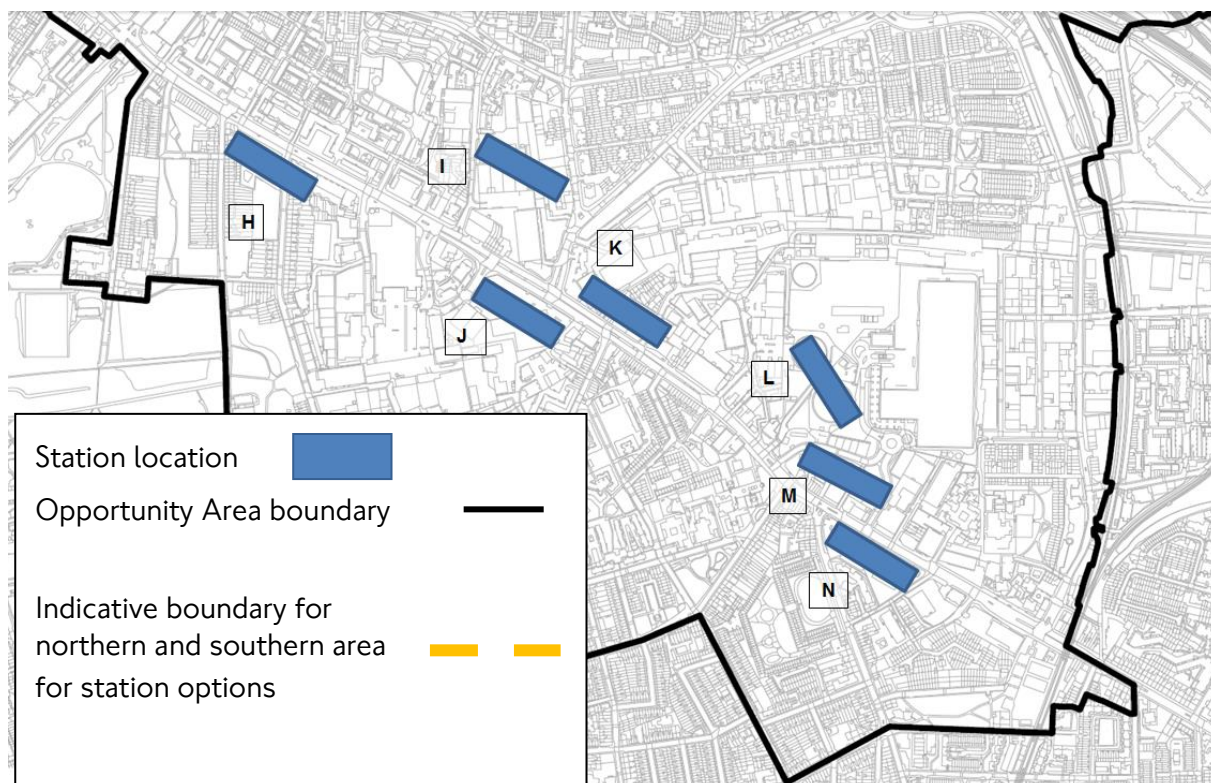 I
H
K
J
L
M
N
Station location
Opportunity Area boundary
Indicative boundary for
northern and southern area
for station options